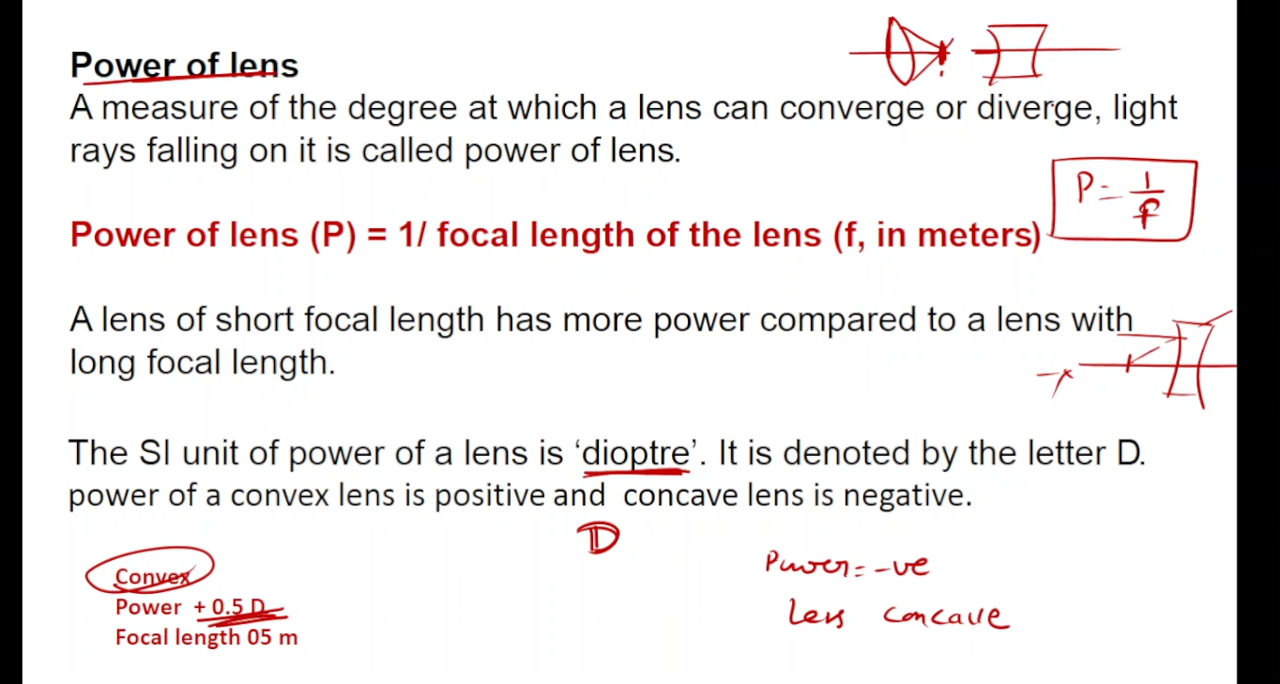 Power of lens
A measure of the degree at which a lens can converge or diverge, light
rays falling on it is called power of lens.
P = 1/f
Power of lens (P) = 1/ focal length of the lens (f, in meters)
A lens of short focal length has more power compared to a lens with
long focal length.
The SI unit of power of a lens is ‘dioptre’. It is denoted by the letter D.
power of a convex lens is positive and concave lens is negative.
D
Power = -ve
Lens concave
Convex
Power + 0.5 D
Focal length 05 m